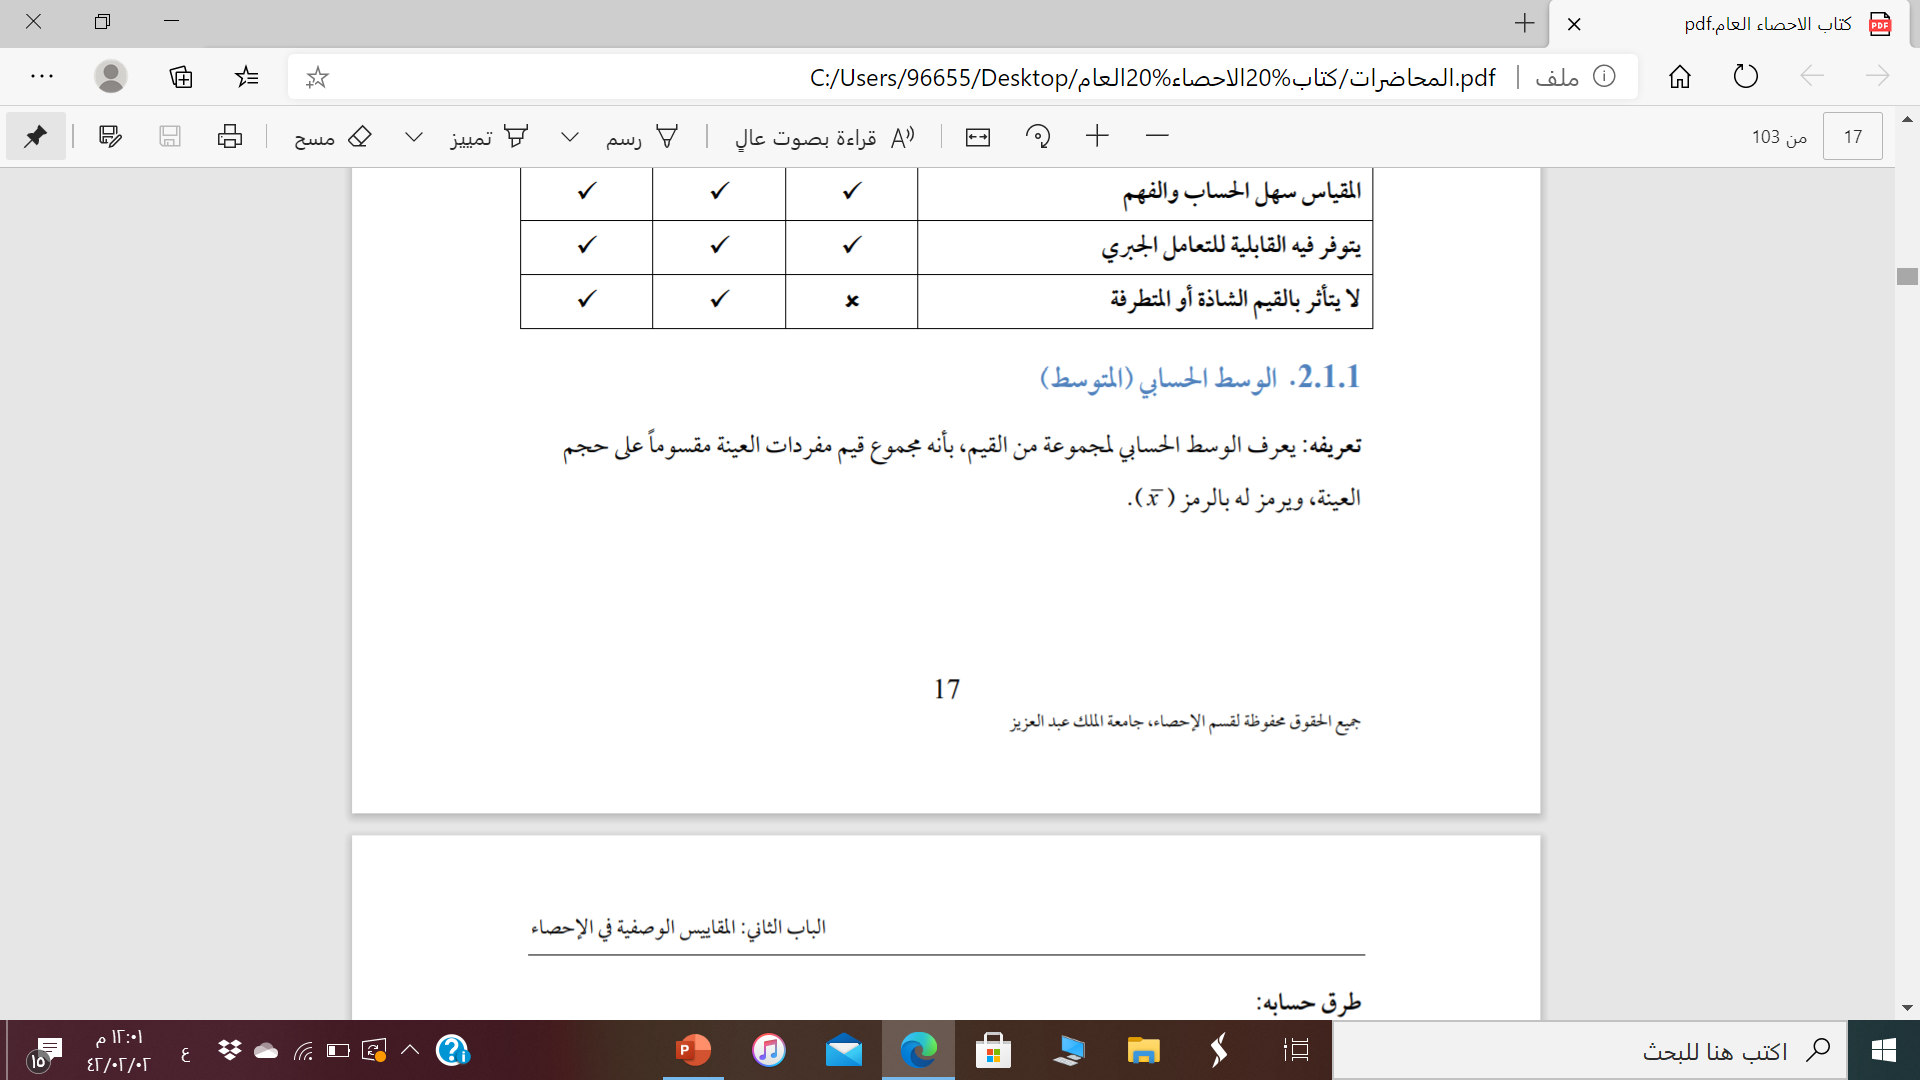 كتاب الاحصاء العام.pdf
ملف
C:/Users/96655/Desktop/المحاضرات/كتاب%20الاحصاء%20العام.pdf
17
من 103
قراءة بصوت عالٍ
رسم
تمييز
مسح
المقياس سهل الحساب والفهم ✓ ✓ ✓
يتوفر فيه القابلية للتعامل الجبري ✓ ✓ ✓
لا يتأثر بالقيم الشاذة أو المتطرفة × ✓ ✓
2.1.1. الوسط الحسابي (المتوسط)
تعريفه: يعرف الوسط الحسابي لمجموعة من القيم، بأنه مجموع قيم مفردات العينة مقسوماً على حجم
العينة، ويرمز له بالرمز (x̅).
17
جميع الحقوق محفوظة لقسم الإحصاء، جامعة الملك عبد العزيز
الباب الثاني: المقاييس الوصفية في الإحصاء
طرق حسابه:
اكتب هنا للبحث
ع
١٢:٠١ م
٤٢/٠٢/٠٢
١٥